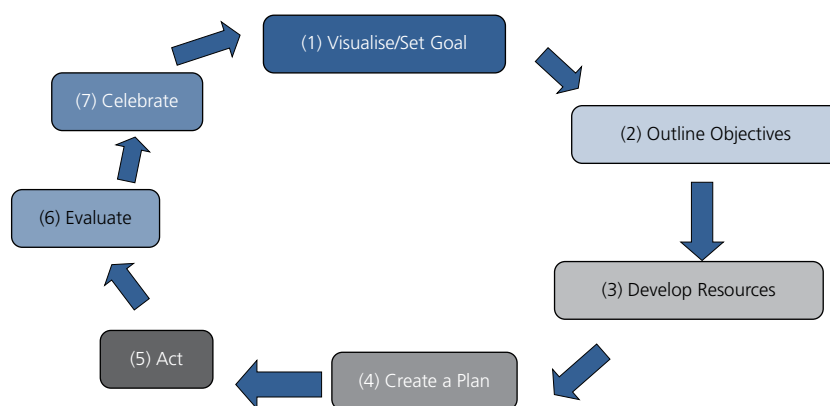 (1) Visualise/Set Goal
(2) Outline Objectives
(3) Develop Resources
(4) Create a Plan
(5) Act
(6) Evaluate
(7) Celebrate